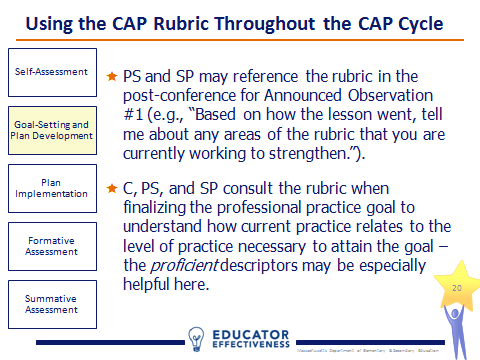 Using the CAP Rubric Throughout the CAP Cycle
Self-Assessment
Goal-Setting and
Plan Development
Plan
Implementation
Formative
Assessment
Summative
Assessment
PS and SP may reference the rubric in the
post-conference for Announced Observation
#1 (e.g., “Based on how the lesson went, tell
me about any areas of the rubric that you are
currently working to strengthen.”).
C, PS, and SP consult the rubric when
finalizing the professional practice goal to
understand how current practice relates to the
level of practice necessary to attain the goal –
the proficient descriptors may be especially
helpful here.
20
EDUCATOR
EFFECTIVENESS
Massachusetts Department of Elementary & Secondary Education